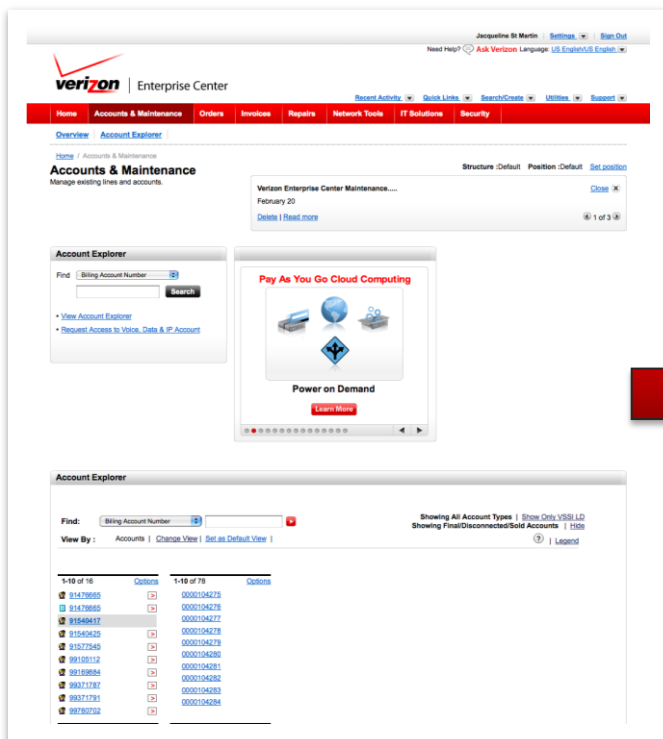 Jacqueline St Martin | Settings | Sign Out
Need Help? Ask Verizon Language: US English/US English
verizon | Enterprise Center
Recent Activity Quick Links Search/Create Utilities Support
Home Accounts & Maintenance Orders Invoices Repairs Network Tools IT Solutions Security
Overview Account Explorer
Home / Accounts & Maintenance
Accounts & Maintenance
Structure :Default Position :Default Set position
Manage existing lines and accounts.
Verizon Enterprise Center Maintenance.... Close X
February 20
Delete | Read more 1 of 3
Account Explorer
Find Billing Account Number
Search
• View Account Explorer
• Request Access to Voice, Data & IP Account
Pay As You Go Cloud Computing
Power on Demand
Learn More
Account Explorer
Find: Billing Account Number
Showing All Account Types | Show Only VSSI LD
Showing Final/Disconnected/Sold Accounts | Hide
View By : Accounts | Change View | Set as Default View |
? | Legend
1-10 of 16 Options 1-10 of 78 Options
91476665 0000104275
91476665 0000104276
91540417 0000104277
91540425 0000104278
91577545 0000104279
99105112 0000104280
99169884 0000104281
99371787 0000104282
99371791 0000104283
99760702 0000104284